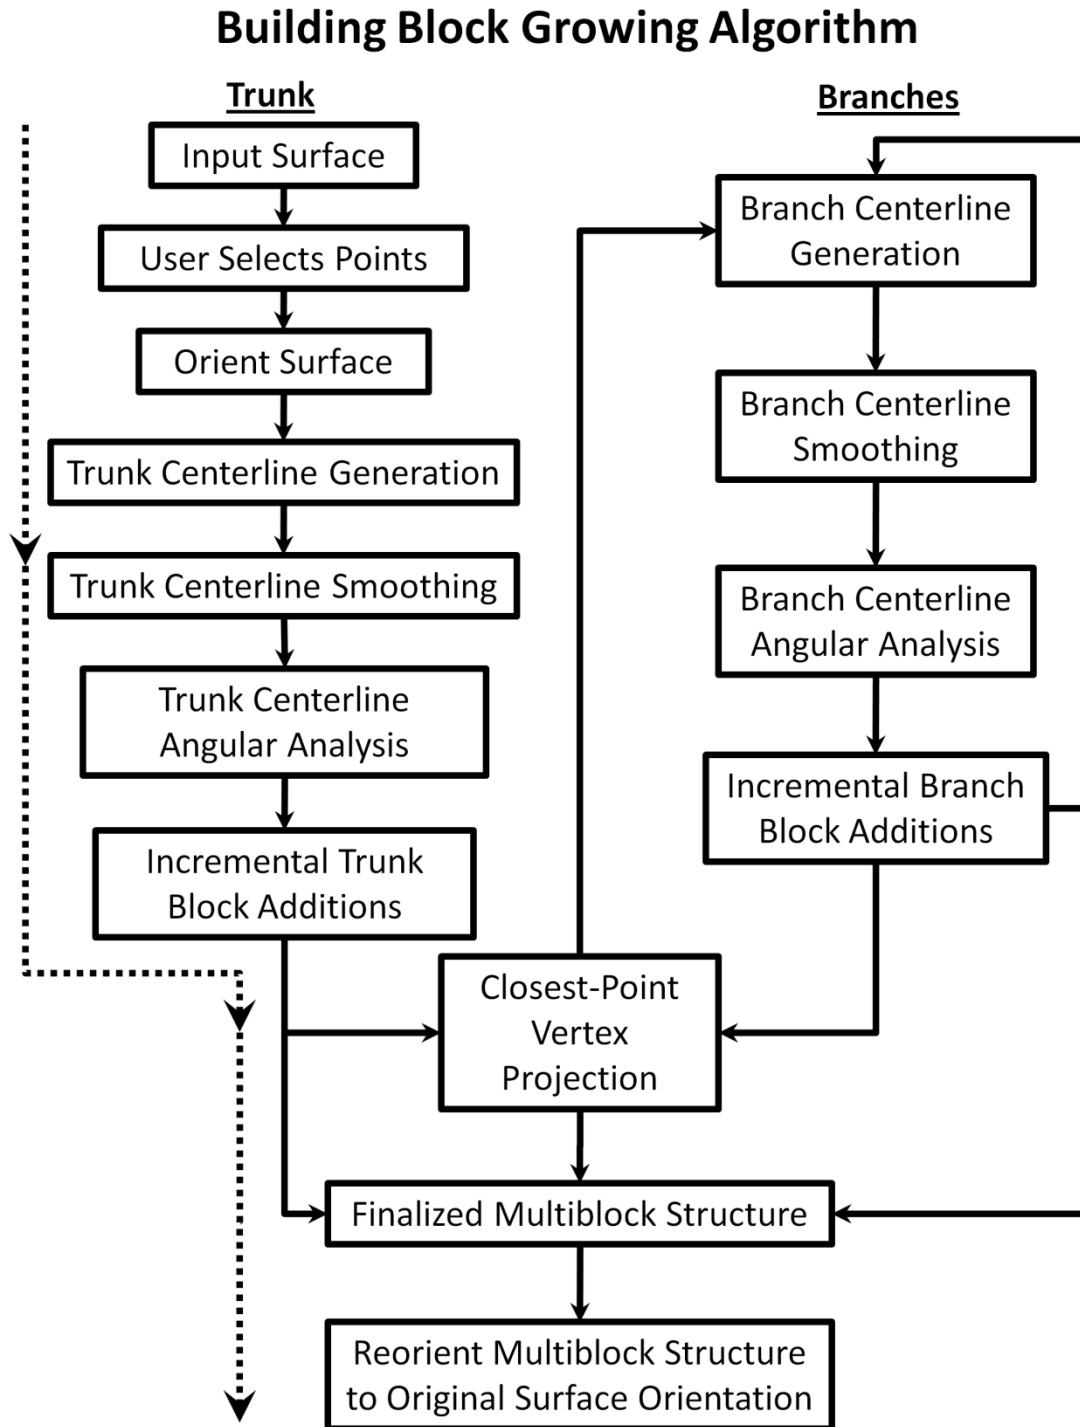 Building Block Growing Algorithm
Trunk
Input Surface
User Selects Points
Orient Surface
Trunk Centerline Generation
Trunk Centerline Smoothing
Trunk Centerline
Angular Analysis
Incremental Trunk
Block Additions
Branches
Branch Centerline
Generation
Branch Centerline
Smoothing
Branch Centerline
Angular Analysis
Incremental Branch
Block Additions
Closest-Point
Vertex
Projection
Finalized Multiblock Structure
Reorient Multiblock Structure
to Original Surface Orientation